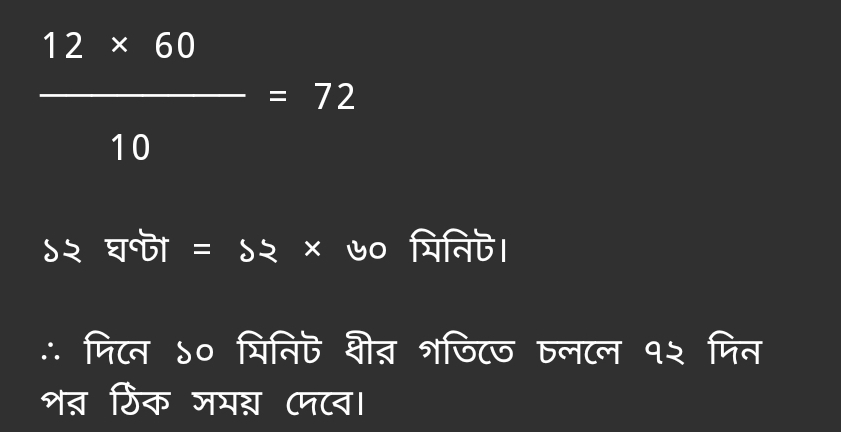 12 × 60
= 72
10
১২ ঘণ্টা = ১২ × ৬০ মিনিট।
∴ দিনে ১০ মিনিট ধীর গতিতে চললে ৭২ দিন
পর ঠিক সময় দেবে।